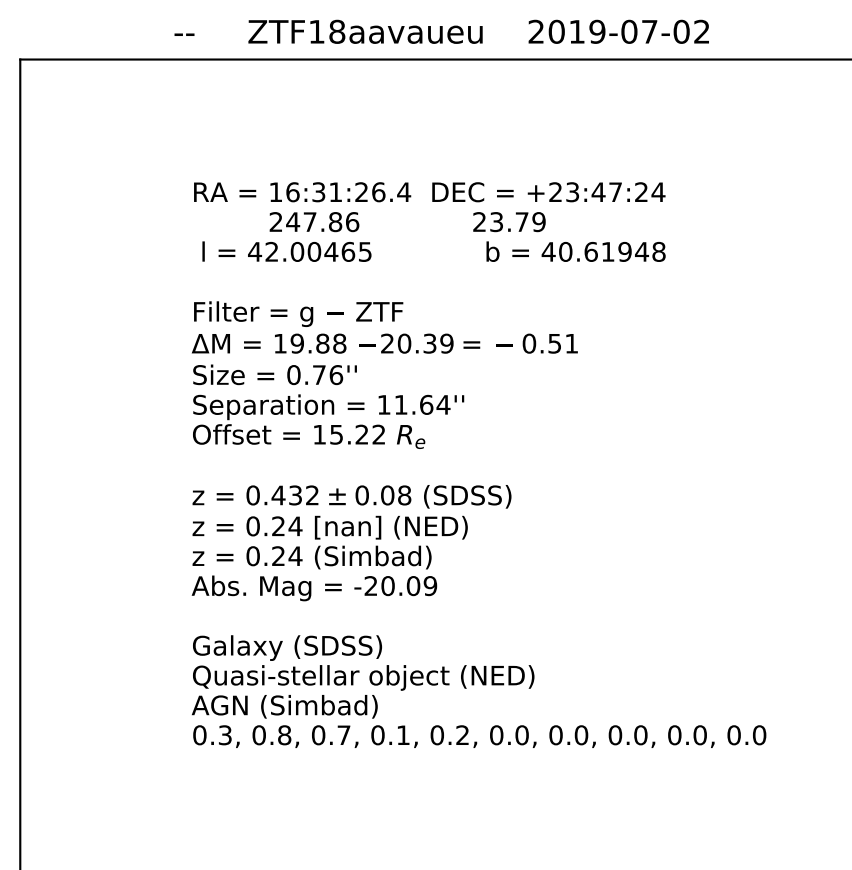 -- ZTF18aavaueu 2019-07-02
RA = 16:31:26.4 DEC = +23:47:24
247.86 23.79
l = 42.00465 b = 40.61948
Filter = g − ZTF
ΔM = 19.88 −20.39 = − 0.51
Size = 0.76''
Separation = 11.64''
Offset = 15.22 Re
z = 0.432 ± 0.08 (SDSS)
z = 0.24 [nan] (NED)
z = 0.24 (Simbad)
Abs. Mag = -20.09
Galaxy (SDSS)
Quasi-stellar object (NED)
AGN (Simbad)
0.3, 0.8, 0.7, 0.1, 0.2, 0.0, 0.0, 0.0, 0.0, 0.0